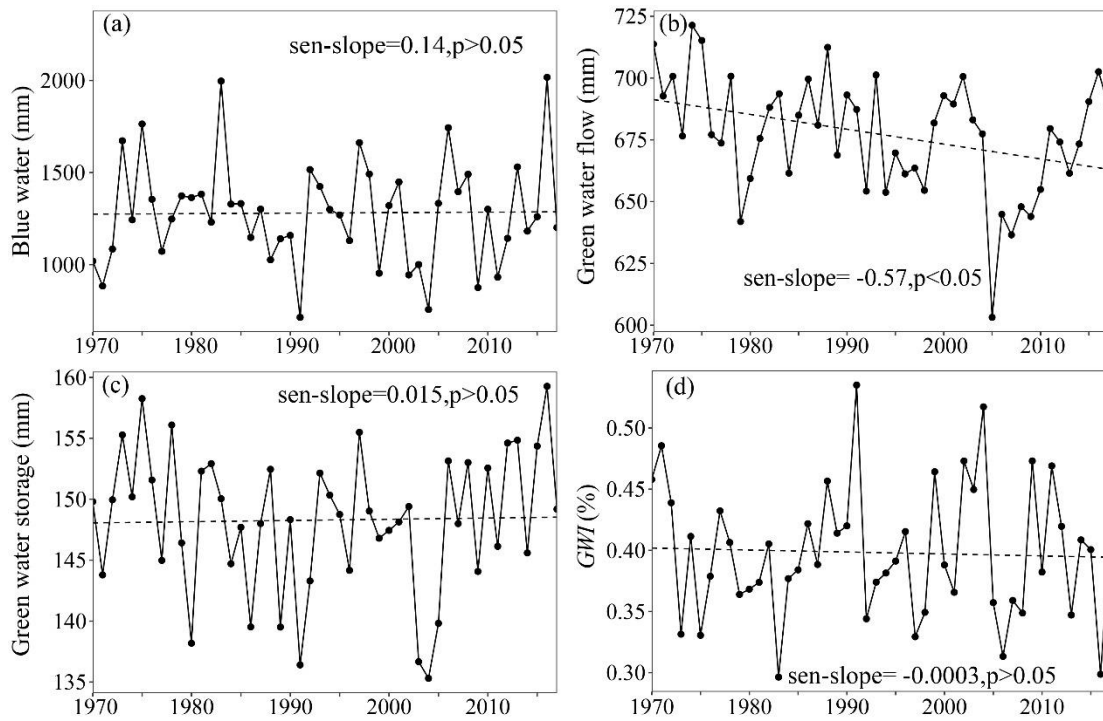 (a)
sen-slope=0.14,p>0.05
Blue water (mm)
2000
1500
1000
1970 1980 1990 2000 2010
(b)
Green water flow (mm)
725
700
675
650
625
600
sen-slope= -0.57,p<0.05
1970 1980 1990 2000 2010
(c)
sen-slope=0.015,p>0.05
Green water storage (mm)
160
155
150
145
140
135
1970 1980 1990 2000 2010
(d)
GWI (%)
0.50
0.45
0.40
0.35
0.30
sen-slope= -0.0003,p>0.05
1970 1980 1990 2000 2010